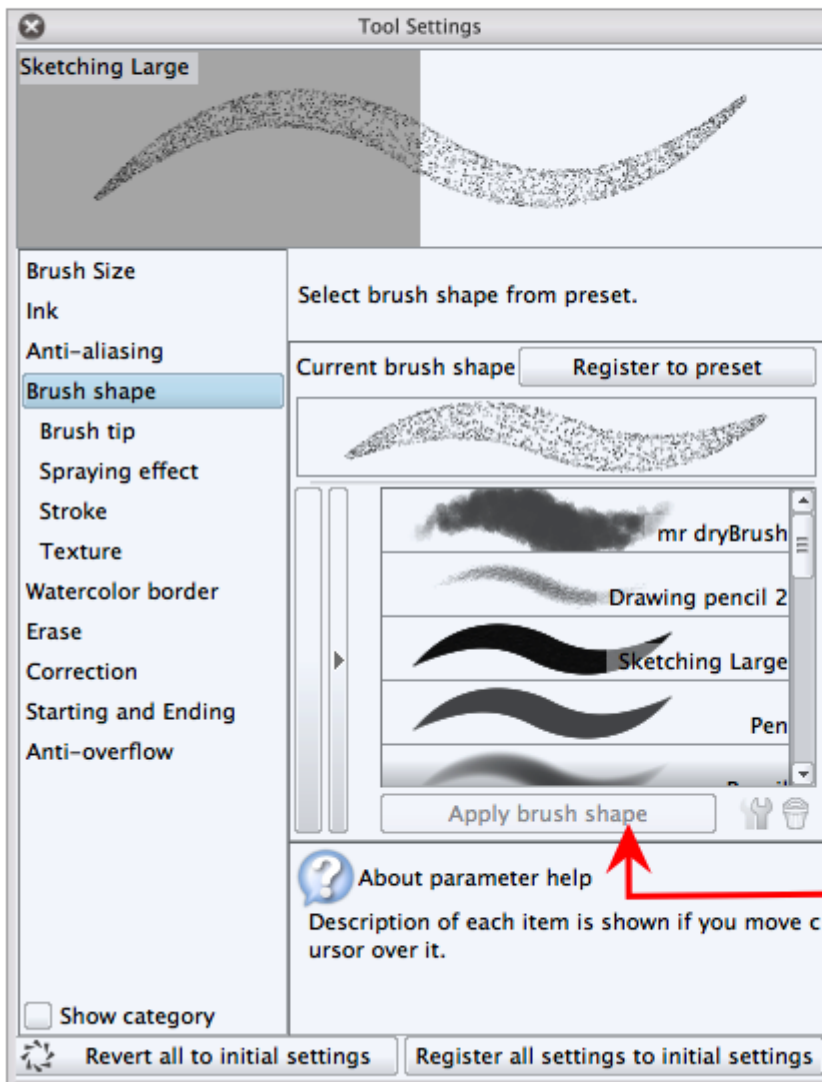 Tool Settings
Sketching Large
Brush Size
Ink
Anti-aliasing
Brush shape
Brush tip
Spraying effect
Stroke
Texture
Watercolor border
Erase
Correction
Starting and Ending
Anti-overflow
Show category
Select brush shape from preset.
Current brush shape Register to preset
mr dryBrush
Drawing pencil 2
Sketching Large
Pen
Pencil
Apply brush shape
About parameter help
Description of each item is shown if you move c
ursor over it.
Revert all to initial settings Register all settings to initial settings